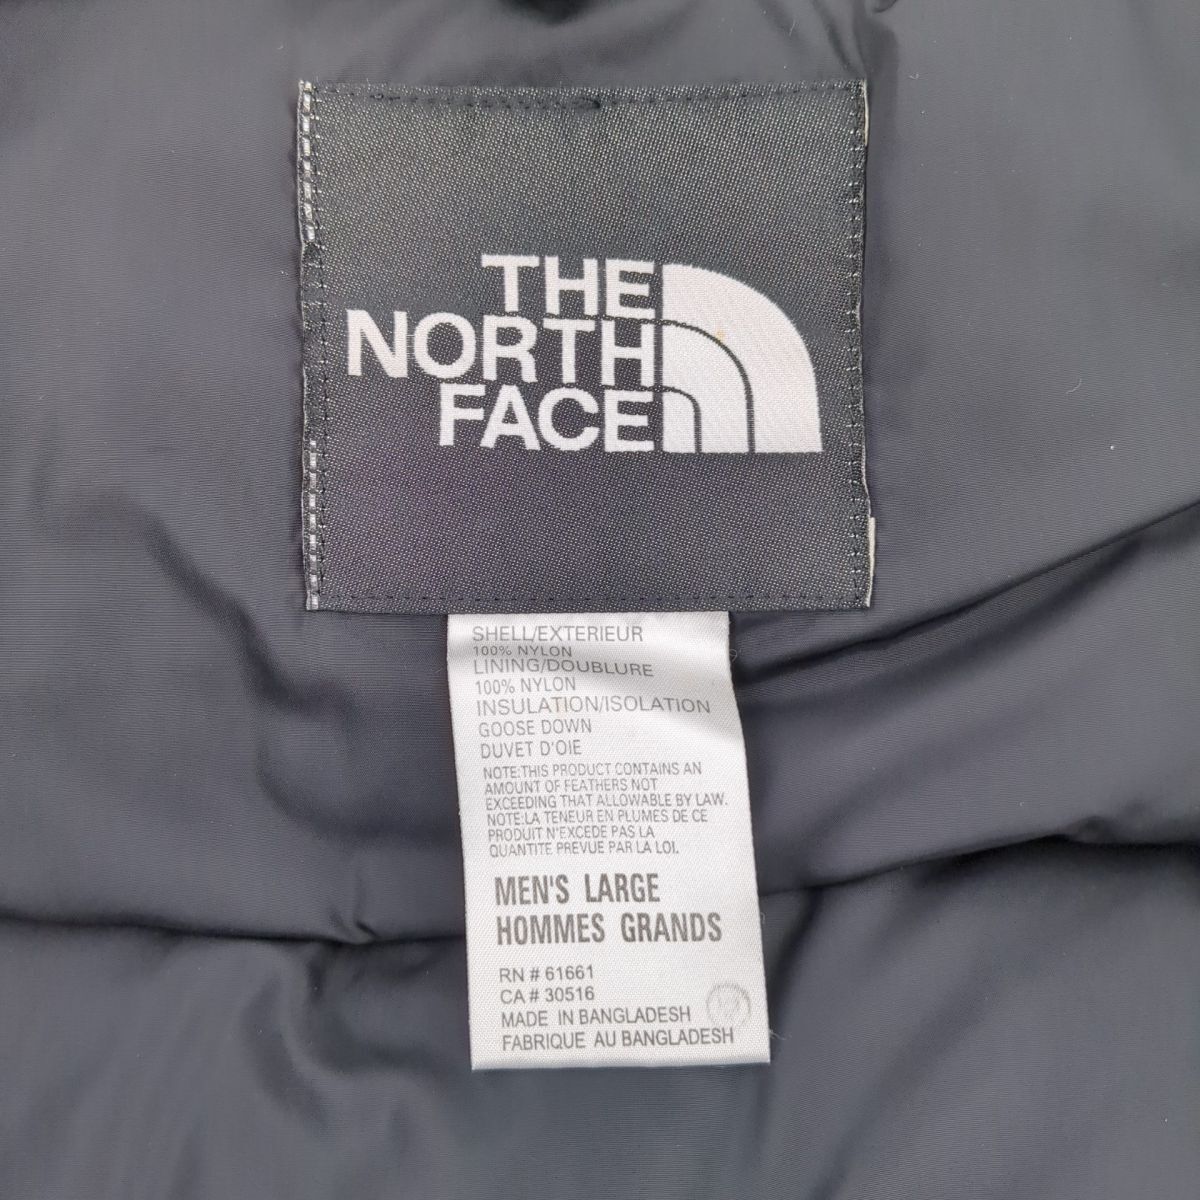 THE
NORTH
FACE
SHELL/EXTERIEUR
100% NYLON
LINING/DOUBLURE
100% NYLON
INSULATION/ISOLATION
GOOSE DOWN
DUVET D'OIE
NOTE:THIS PRODUCT CONTAINS AN
AMOUNT OF FEATHERS NOT
EXCEEDING THAT ALLOWABLE BY LAW.
NOTE:LA TENEUR EN PLUMES DE CE
PRODUIT N'EXCEDE PAS LA
QUANTITE PREVUE PAR LA LOI.
MEN'S LARGE
HOMMES GRANDS
RN # 61661
CA # 30516
MADE IN BANGLADESH
FABRIQUE AU BANGLADESH